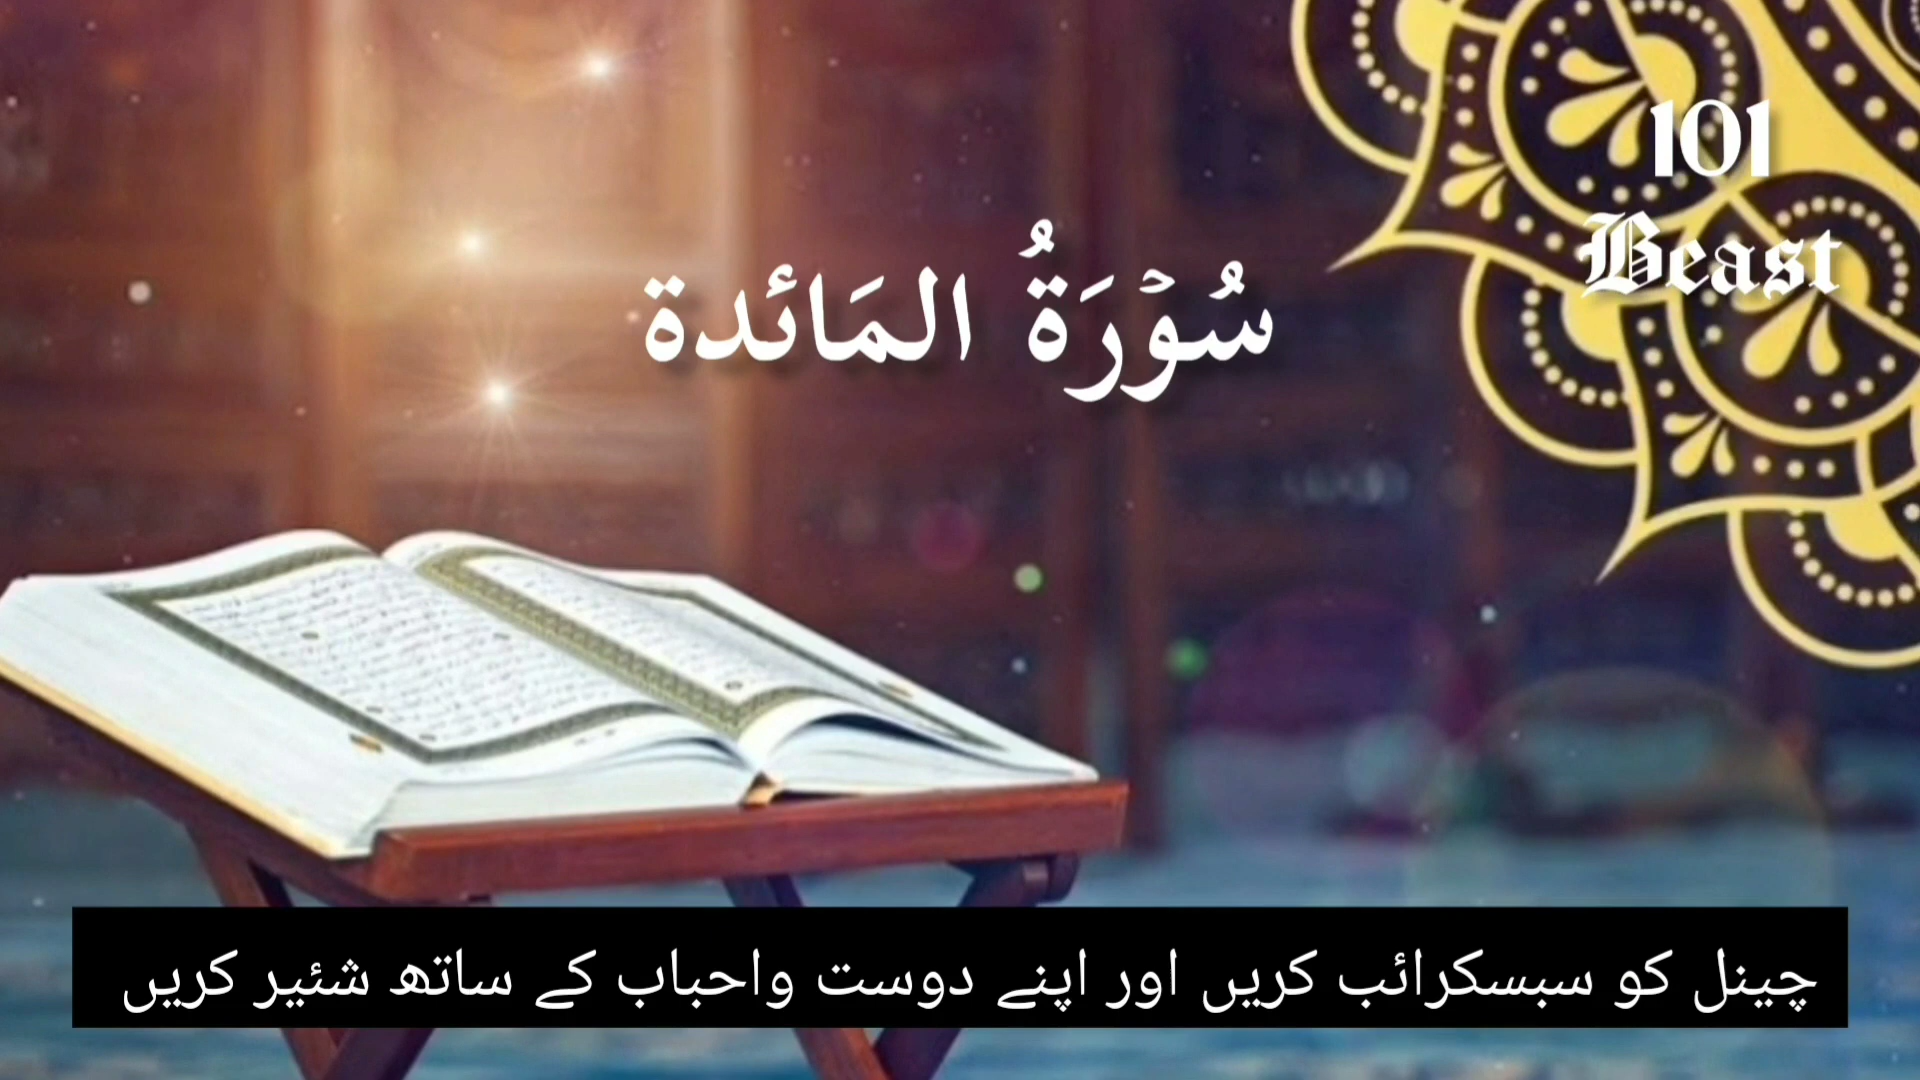 101
Beast
سُوۡرَةُ المَائدة
چینل کو سبسکرائب کریں اور اپنے دوست واحباب کے ساتھ شئیر کریں